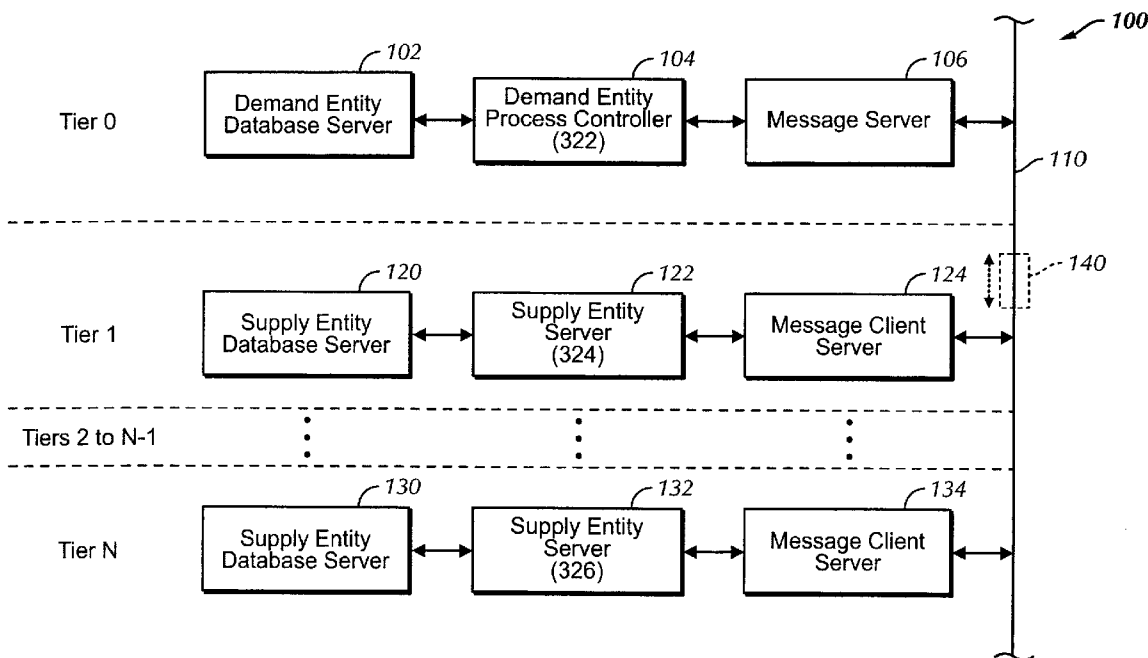 100
102
104
106
Tier 0
Demand Entity
Database Server
Demand Entity
Process Controller
(322)
Message Server
110
120
122
124
140
Tier 1
Supply Entity
Database Server
Supply Entity
Server
(324)
Message Client
Server
Tiers 2 to N-1
130
132
134
Tier N
Supply Entity
Database Server
Supply Entity
Server
(326)
Message Client
Server